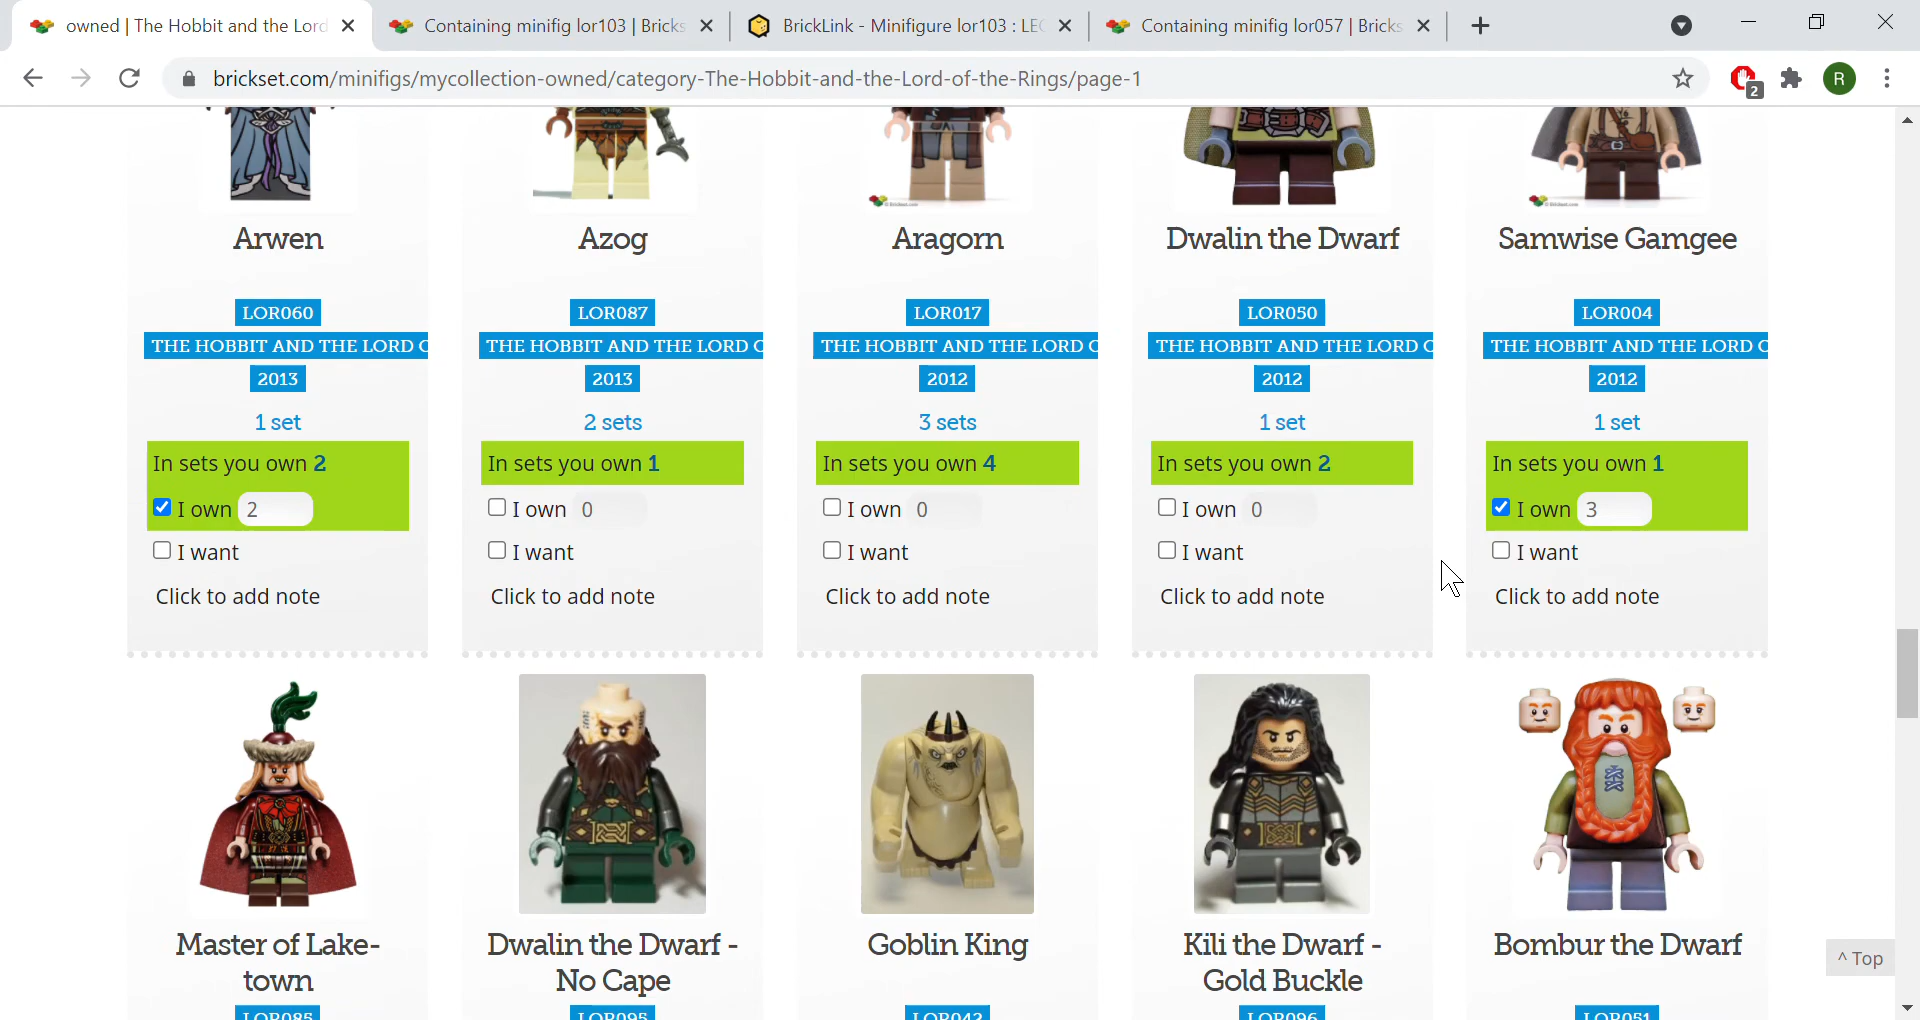 owned | The Hobbit and the Lord
Containing minifig lor103 | Bricks
BrickLink - Minifigure lor103 : LE
Containing minifig lor057 | Bricks
brickset.com/minifigs/mycollection-owned/category-The-Hobbit-and-the-Lord-of-the-Rings/page-1
2
R
Arwen
Azog
Aragorn
Dwalin the Dwarf
Samwise Gamgee
LOR060
LOR087
LOR017
LOR050
LOR004
THE HOBBIT AND THE LORD O
THE HOBBIT AND THE LORD O
THE HOBBIT AND THE LORD O
THE HOBBIT AND THE LORD O
THE HOBBIT AND THE LORD O
2013
2013
2012
2012
2012
1 set
2 sets
3 sets
1 set
1 set
In sets you own 2
In sets you own 1
In sets you own 4
In sets you own 2
In sets you own 1
I own 2
I own 0
I own 0
I own 0
I own 3
I want
I want
I want
I want
I want
Click to add note
Click to add note
Click to add note
Click to add note
Click to add note
Master of Lake-
town
Dwalin the Dwarf -
No Cape
Goblin King
Kili the Dwarf -
Gold Buckle
Bombur the Dwarf
^ Top
LOR085
LOR095
LOR042
LOR096
LOR051